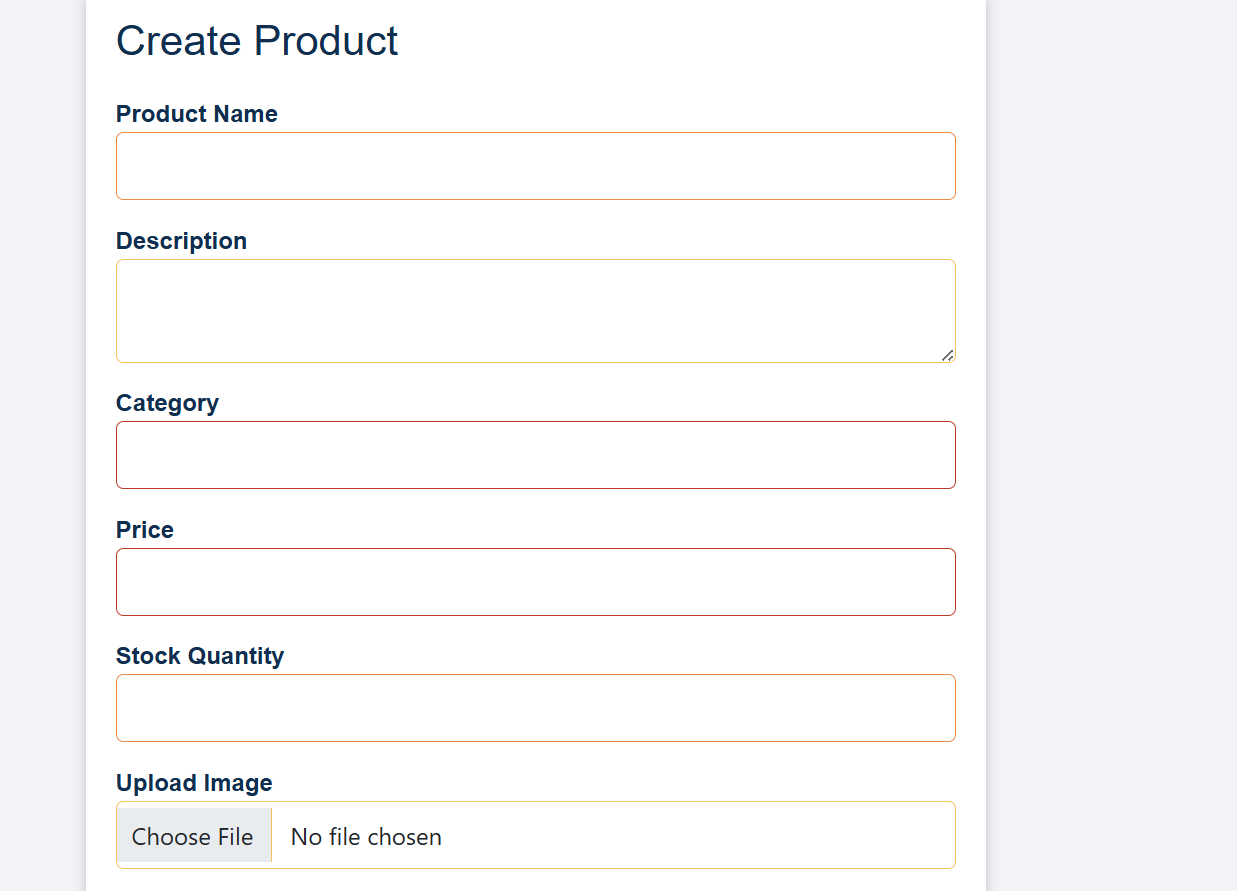 Create Product
Product Name
Description
Category
Price
Stock Quantity
Upload Image
Choose File No file chosen